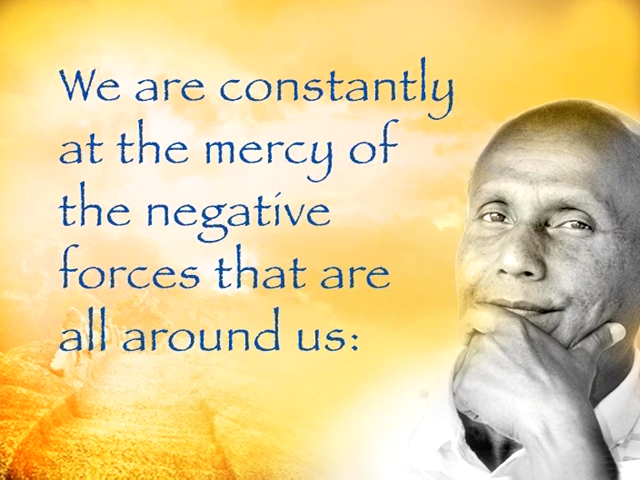 We are constantly
at the mercy of
the negative
forces that are
all around us: